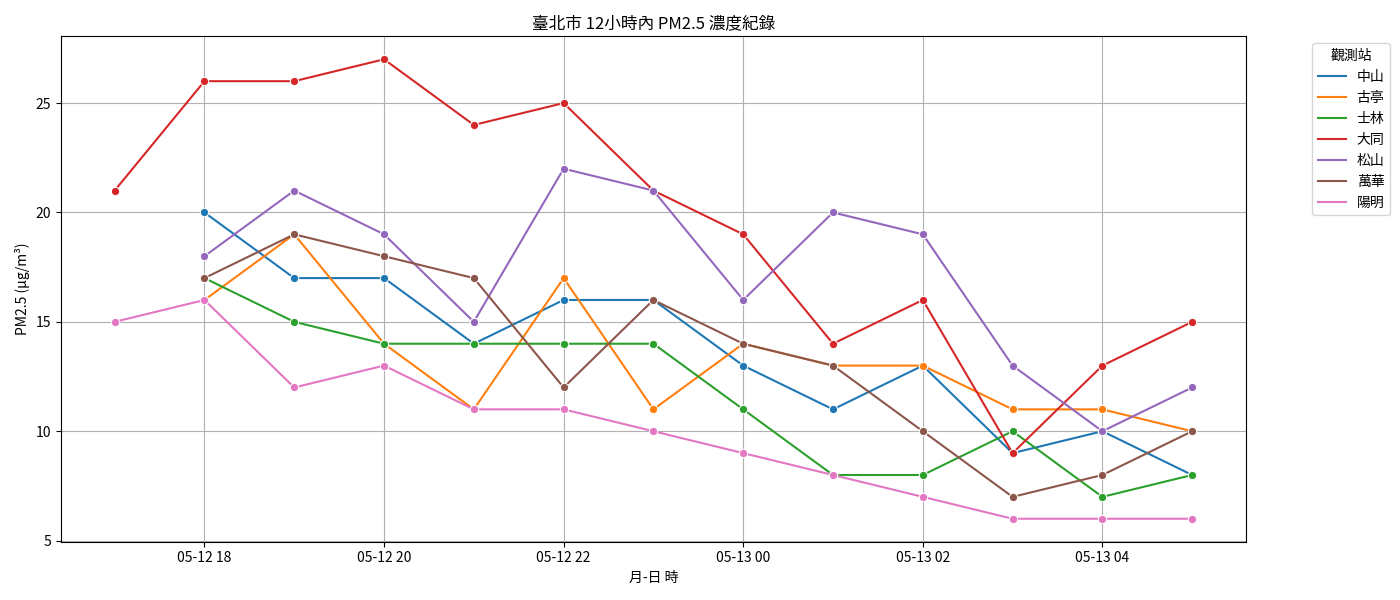 臺北市 12小時內 PM2.5 濃度紀錄
PM2.5 (μg/m³)
25
20
15
10
5
05-12 18
05-12 20
05-12 22
05-13 00
05-13 02
05-13 04
月-日 時
觀測站
中山
古亭
士林
大同
松山
萬華
陽明